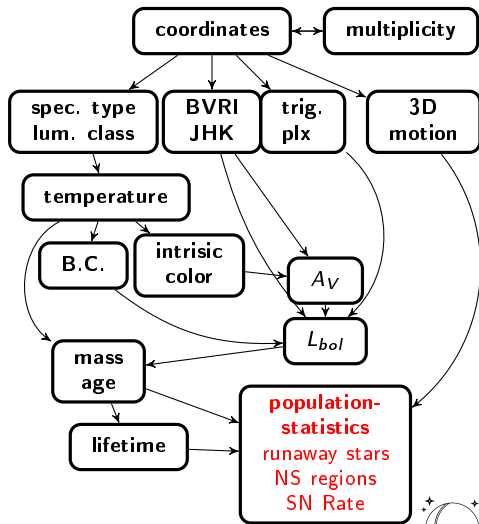 coordinates
multiplicity
spec. type
lum. class
BVRI
JHK
trig.
plx
3D
motion
temperature
B.C.
intrisic
color
A_V
L_bol
mass
age
lifetime
population-
statistics
runaway stars
NS regions
SN Rate